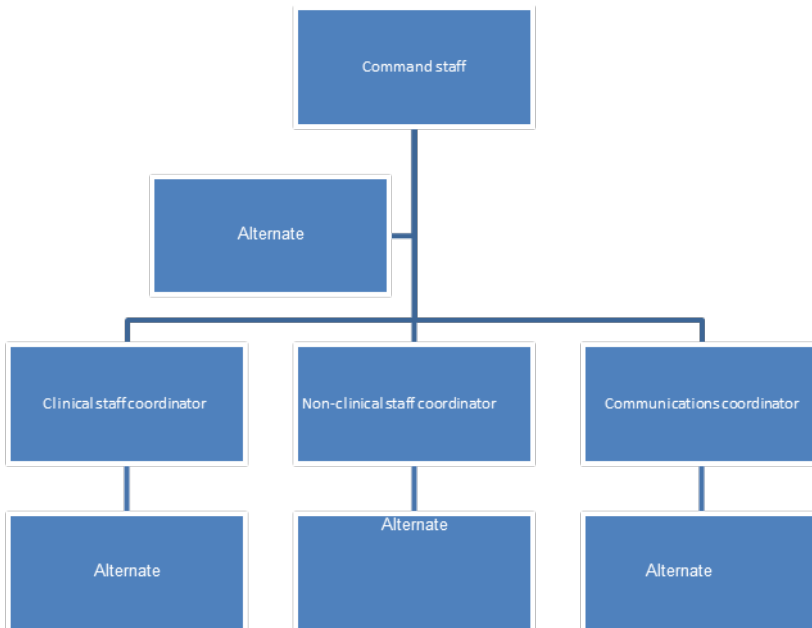 Command staff
Alternate
Clinical staff coordinator
Non-clinical staff coordinator
Communications coordinator
Alternate
Alternate
Alternate